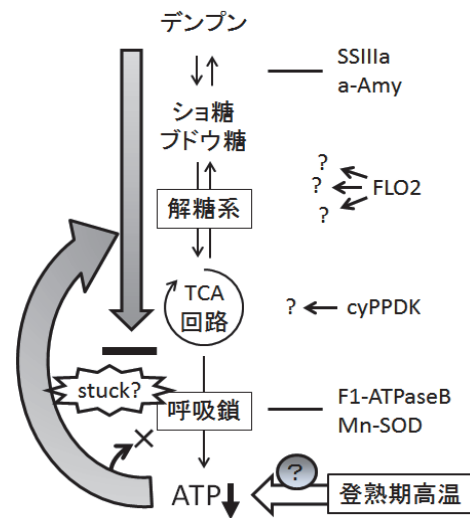 デンプン
SSIIIa
a-Amy
ショ糖
ブドウ糖
?
?
?
FLO2
解糖系
TCA
回路
?
cyPPDK
stuck?
呼吸鎖
F1-ATPaseB
Mn-SOD
ATP
?
登熟期高温